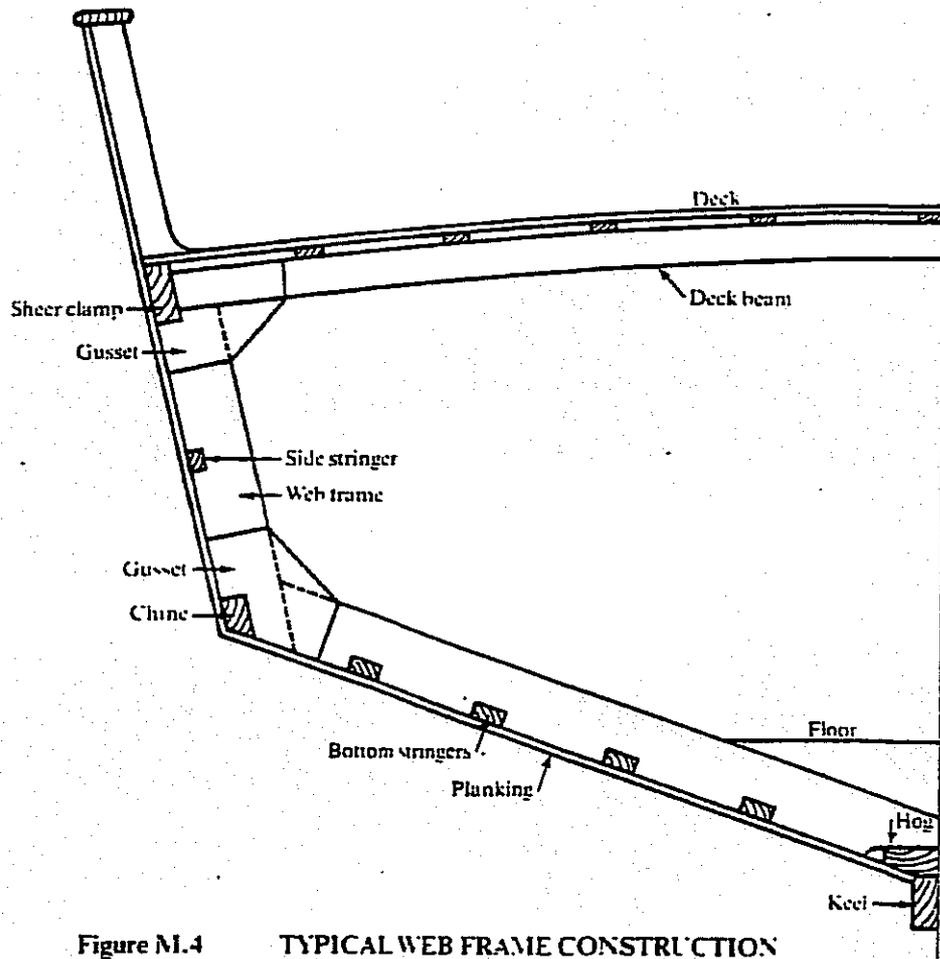 Deck
Deck beam
Sheer clamp
Gusset
Side stringer
Web frame
Gusset
Chine
Floor
Bottom stringers
Planking
Hog
Keel
Figure M.4 TYPICAL WEB FRAME CONSTRUCTION